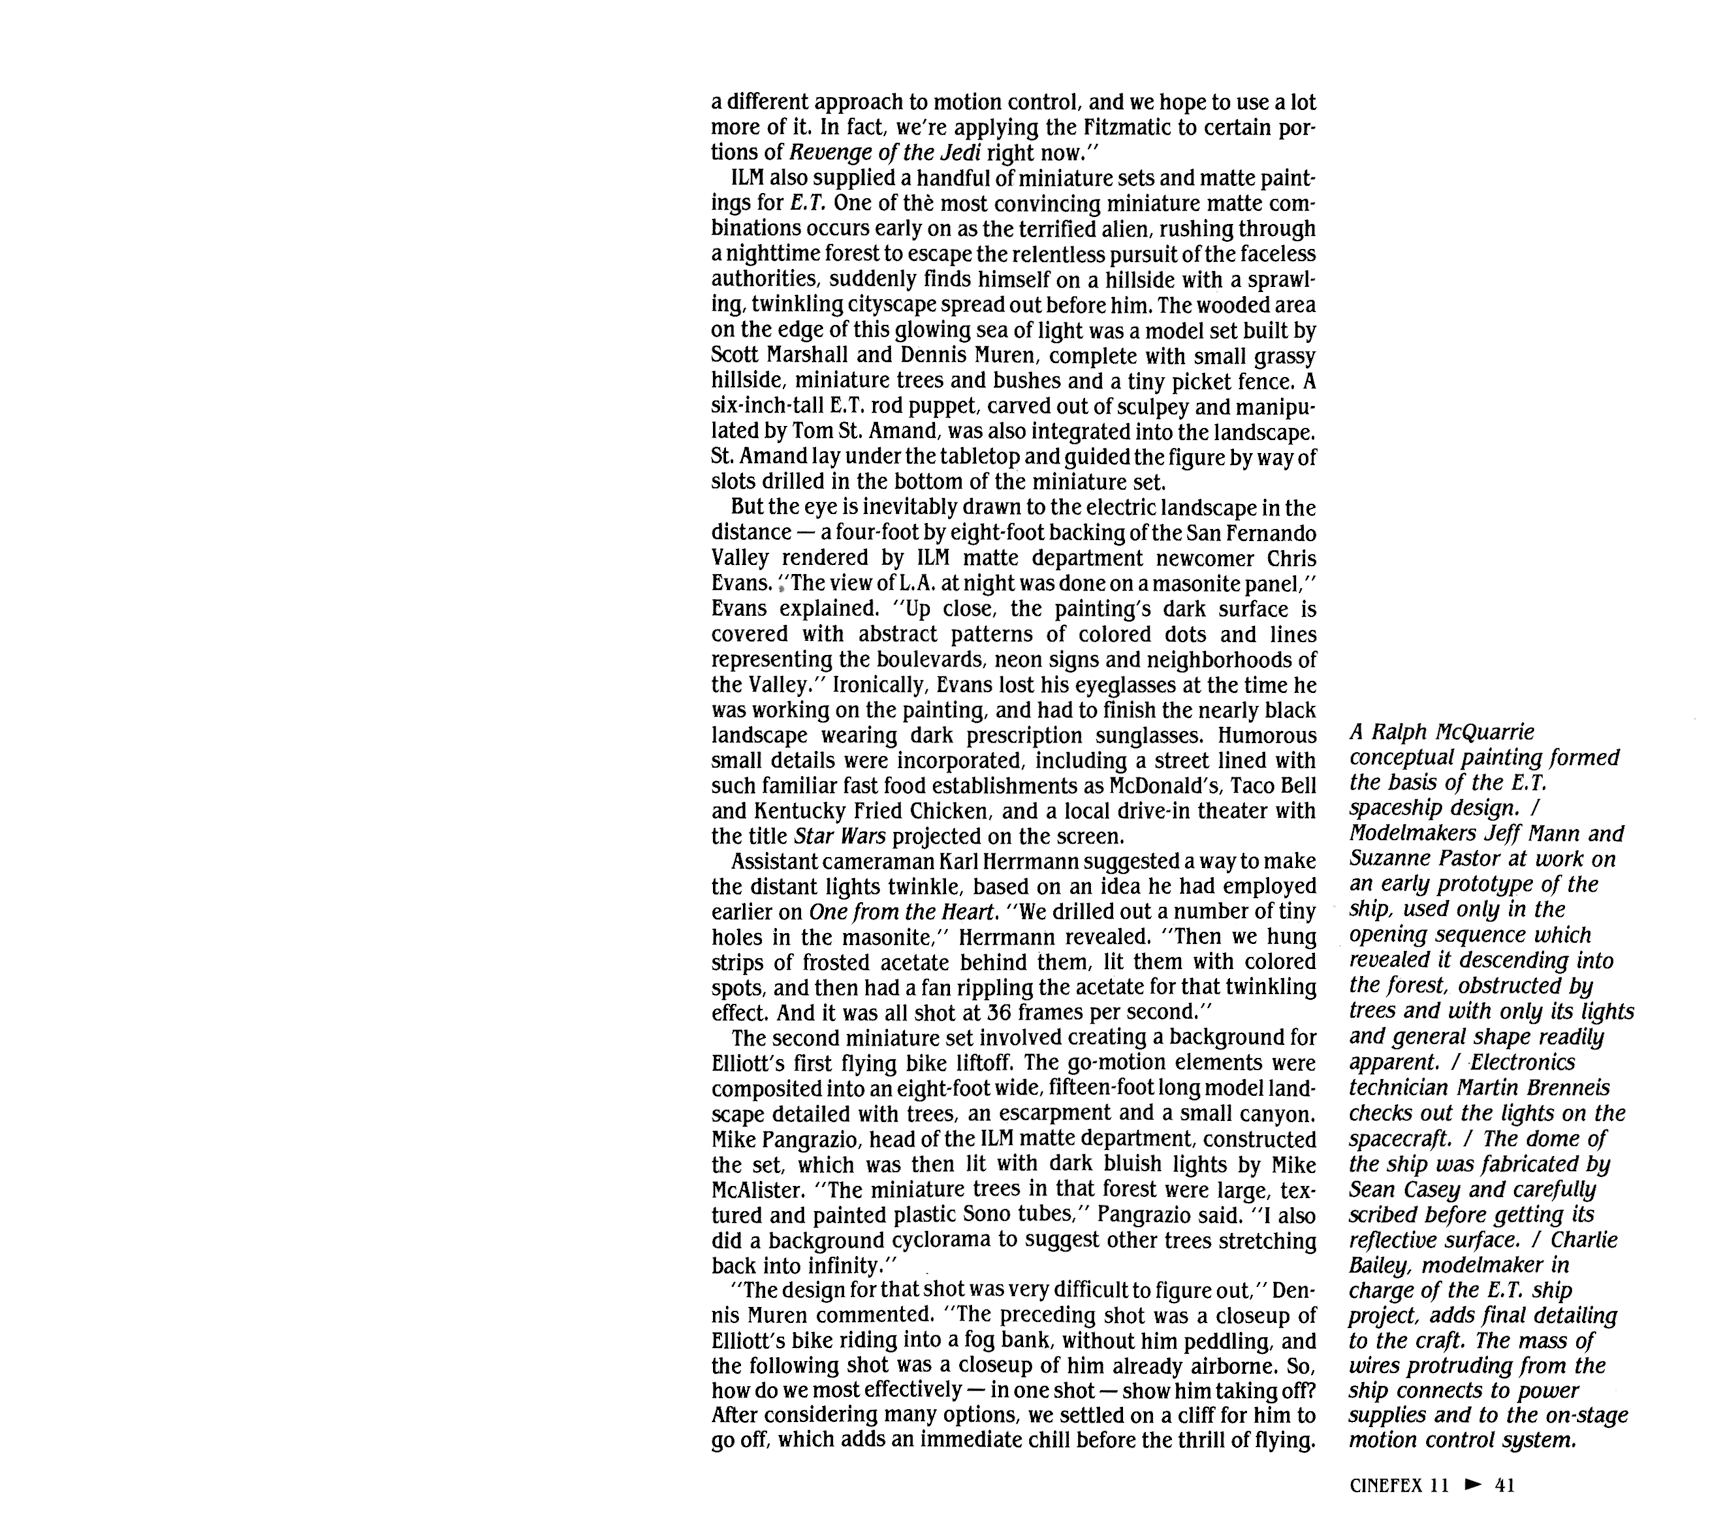 a different approach to motion control, and we hope to use a lot
more of it. In fact, we're applying the Fitzmatic to certain por-
tions of Revenge of the Jedi right now."
ILM also supplied a handful of miniature sets and matte paint-
ings for E.T. One of the most convincing miniature matte com-
binations occurs early on as the terrified alien, rushing through
a nighttime forest to escape the relentless pursuit of the faceless
authorities, suddenly finds himself on a hillside with a sprawl-
ing, twinkling cityscape spread out before him. The wooded area
on the edge of this glowing sea of light was a model set built by
Scott Marshall and Dennis Muren, complete with small grassy
hillside, miniature trees and bushes and a tiny picket fence. A
six-inch-tall E.T. rod puppet, carved out of sculpey and manipu-
lated by Tom St. Amand, was also integrated into the landscape.
St. Amand lay under the tabletop and guided the figure by way of
slots drilled in the bottom of the miniature set.
But the eye is inevitably drawn to the electric landscape in the
distance — a four-foot by eight-foot backing of the San Fernando
Valley rendered by ILM matte department newcomer Chris
Evans. "The view of L.A. at night was done on a masonite panel,"
Evans explained. "Up close, the painting's dark surface is
covered with abstract patterns of colored dots and lines
representing the boulevards, neon signs and neighborhoods of
the Valley." Ironically, Evans lost his eyeglasses at the time he
was working on the painting, and had to finish the nearly black
landscape wearing dark prescription sunglasses. Humorous
small details were incorporated, including a street lined with
such familiar fast food establishments as McDonald's, Taco Bell
and Kentucky Fried Chicken, and a local drive-in theater with
the title Star Wars projected on the screen.
Assistant cameraman Karl Herrmann suggested a way to make
the distant lights twinkle, based on an idea he had employed
earlier on One from the Heart. "We drilled out a number of tiny
holes in the masonite," Herrmann revealed. "Then we hung
strips of frosted acetate behind them, lit them with colored
spots, and then had a fan rippling the acetate for that twinkling
effect. And it was all shot at 36 frames per second."
The second miniature set involved creating a background for
Elliott's first flying bike liftoff. The go-motion elements were
composited into an eight-foot wide, fifteen-foot long model land-
scape detailed with trees, an escarpment and a small canyon.
Mike Pangrazio, head of the ILM matte department, constructed
the set, which was then lit with dark bluish lights by Mike
McAlister. "The miniature trees in that forest were large, tex-
tured and painted plastic Sono tubes," Pangrazio said. "I also
did a background cyclorama to suggest other trees stretching
back into infinity."
"The design for that shot was very difficult to figure out," Den-
nis Muren commented. "The preceding shot was a closeup of
Elliott's bike riding into a fog bank, without him peddling, and
the following shot was a closeup of him already airborne. So,
how do we most effectively — in one shot — show him taking off?
After considering many options, we settled on a cliff for him to
go off, which adds an immediate chill before the thrill of flying.
A Ralph McQuarrie
conceptual painting formed
the basis of the E.T.
spaceship design. /
Modelmakers Jeff Mann and
Suzanne Pastor at work on
an early prototype of the
ship, used only in the
opening sequence which
revealed it descending into
the forest, obstructed by
trees and with only its lights
and general shape readily
apparent. / Electronics
technician Martin Brenneis
checks out the lights on the
spacecraft. / The dome of
the ship was fabricated by
Sean Casey and carefully
scribed before getting its
reflective surface. / Charlie
Bailey, modelmaker in
charge of the E.T. ship
project, adds final detailing
to the craft. The mass of
wires protruding from the
ship connects to power
supplies and to the on-stage
motion control system.
CINEFEX 11 ► 41